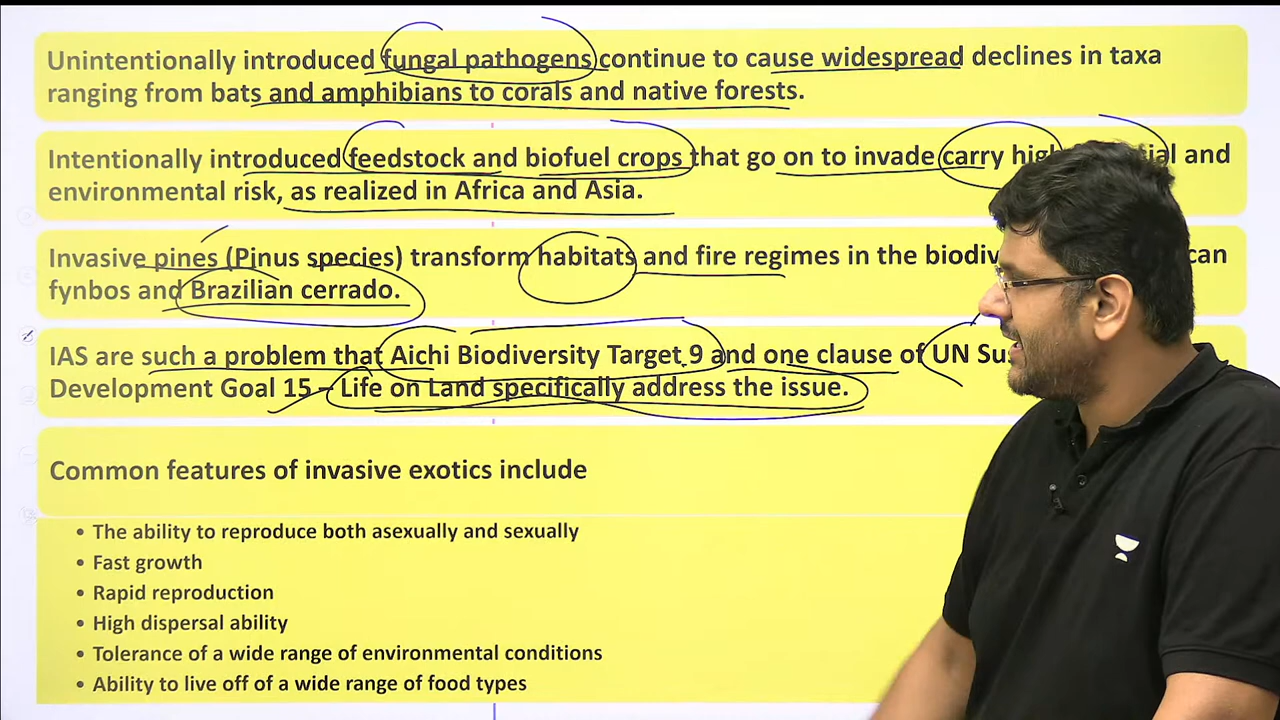 Unintentionally introduced fungal pathogens continue to cause widespread declines in taxa
ranging from bats and amphibians to corals and native forests.
Intentionally introduced feedstock and biofuel crops that go on to invade carry and
environmental risk, as realized in Africa and Asia.
Invasive pines (Pinus species) transform habitats and fire regimes in the
fynbos and Brazilian cerrado.
IAS are such a problem that Aichi Biodiversity Target 9 and one clause of UN
Development Goal 15 – Life on Land specifically address the issue.
Common features of invasive exotics include
• The ability to reproduce both asexually and sexually
• Fast growth
• Rapid reproduction
• High dispersal ability
• Tolerance of a wide range of environmental conditions
• Ability to live off of a wide range of food types